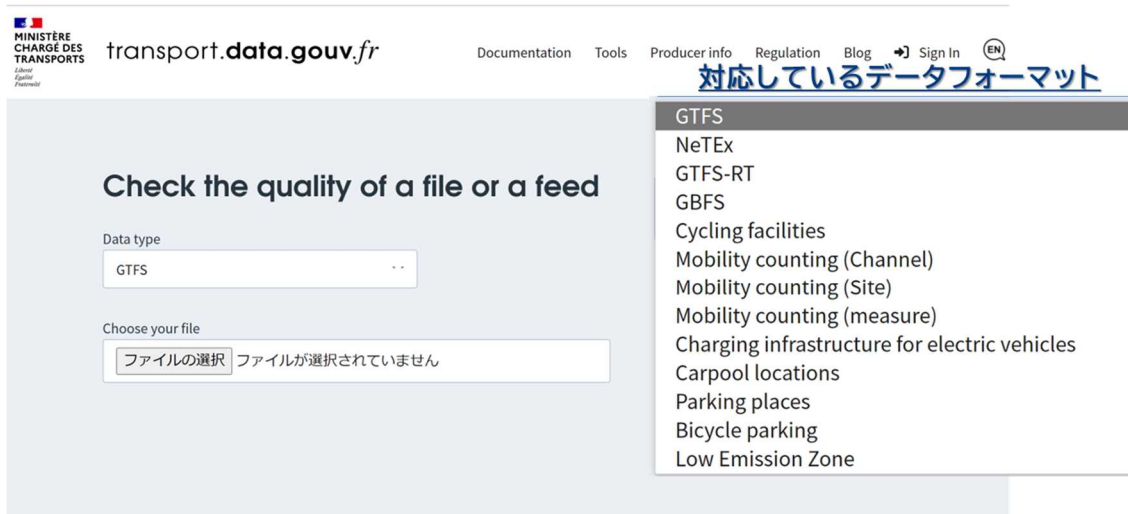 MINISTÈRE
CHARGÉ DES
TRANSPORTS
Liberté
Égalité
Fraternité
transport.data.gouv.fr
Documentation Tools Producer info Regulation Blog Sign In EN
対応しているデータフォーマット
GTFS
NeTEx
GTFS-RT
GBFS
Cycling facilities
Mobility counting (Channel)
Mobility counting (Site)
Mobility counting (measure)
Charging infrastructure for electric vehicles
Carpool locations
Parking places
Bicycle parking
Low Emission Zone
Check the quality of a file or a feed
Data type
GTFS
Choose your file
ファイルの選択 ファイルが選択されていません